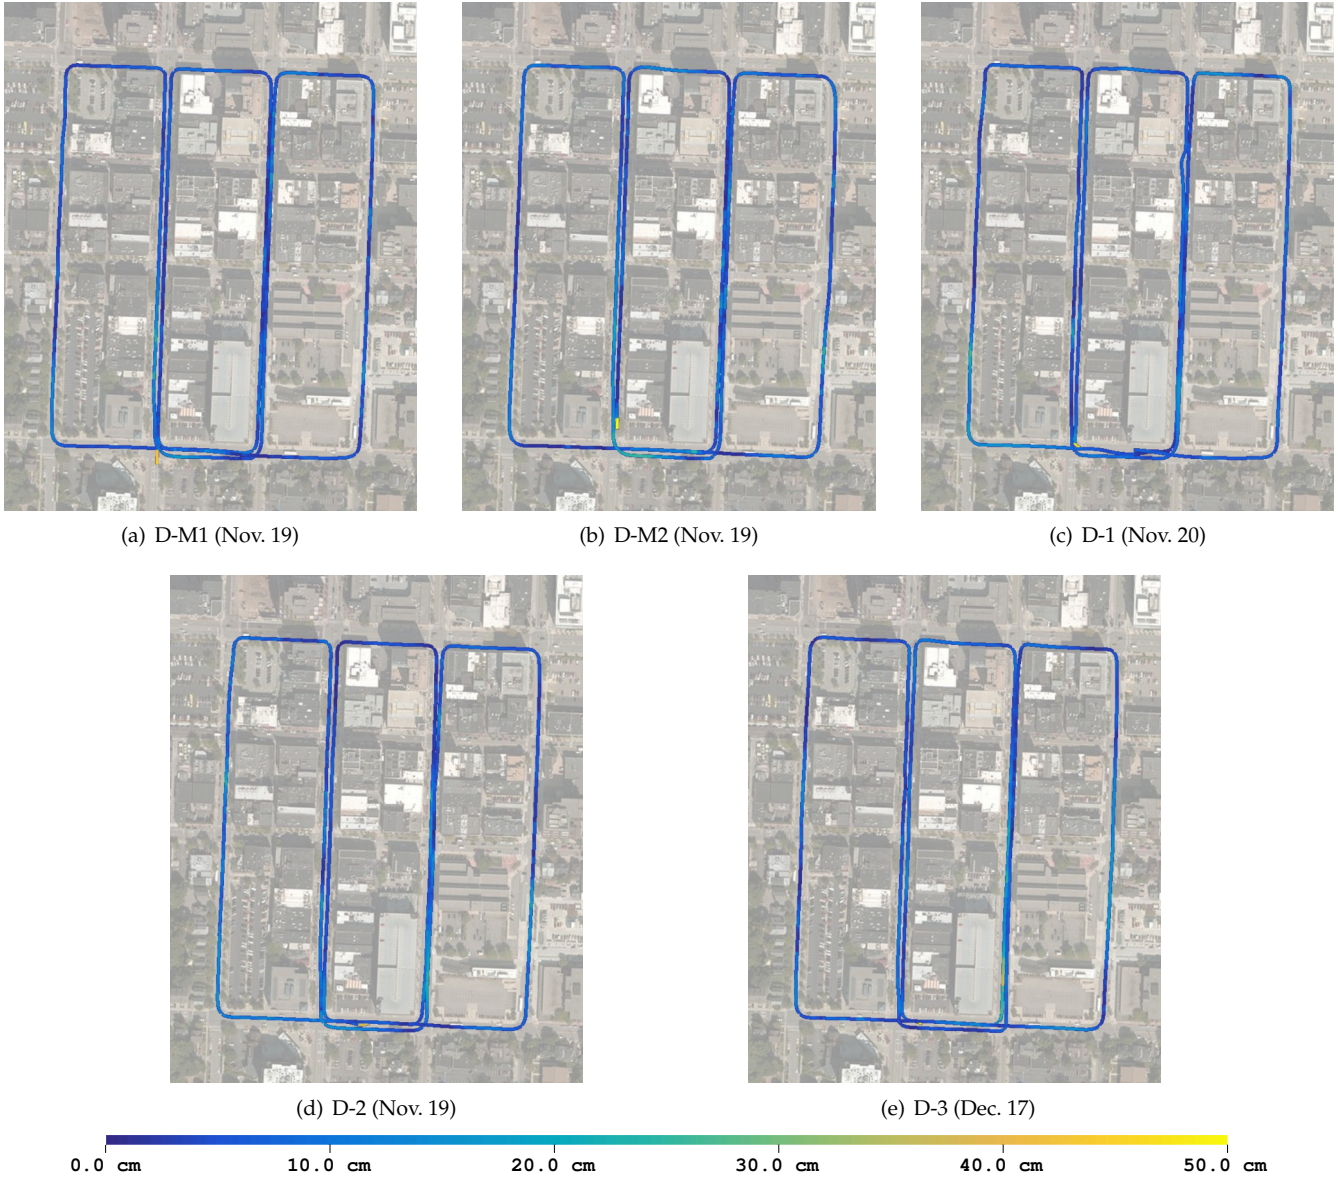 (a) D-M1 (Nov. 19)
(b) D-M2 (Nov. 19)
(c) D-1 (Nov. 20)
(d) D-2 (Nov. 19)
(e) D-3 (Dec. 17)
0.0 cm 10.0 cm 20.0 cm 30.0 cm 40.0 cm 50.0 cm